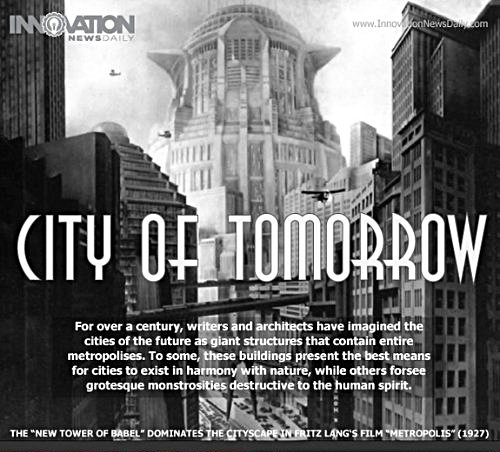 INNOVATION
NEWSDAILY
www.InnovationNewsDaily.com
CITY OF TOMORROW
For over a century, writers and architects have imagined the
cities of the future as giant structures that contain entire
metropolises. To some, these buildings present the best means
for cities to exist in harmony with nature, while others forsee
grotesque monstrosities destructive to the human spirit.
THE “NEW TOWER OF BABEL” DOMINATES THE CITYSCAPE IN FRITZ LANG'S FILM “METROPOLIS” (1927)